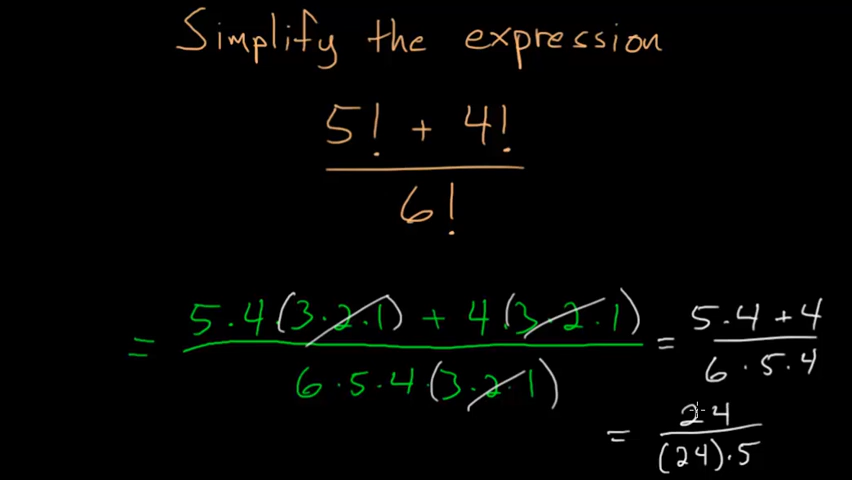 Simplify the expression
5! + 4!
6!
= 5·4(3·2·1) + 4(3·2·1) = 5·4+4
6·5·4(3·2·1) 6·5·4
= 24
(24)·5